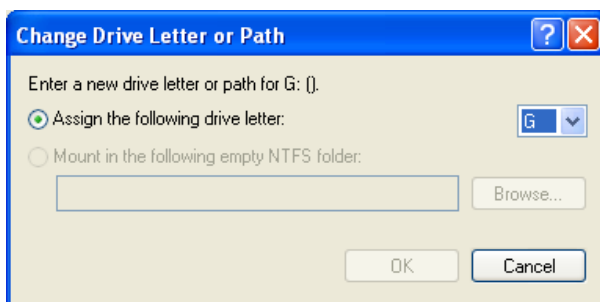 Change Drive Letter or Path
Enter a new drive letter or path for G: ().
Assign the following drive letter:
G
Mount in the following empty NTFS folder:
Browse...
OK
Cancel